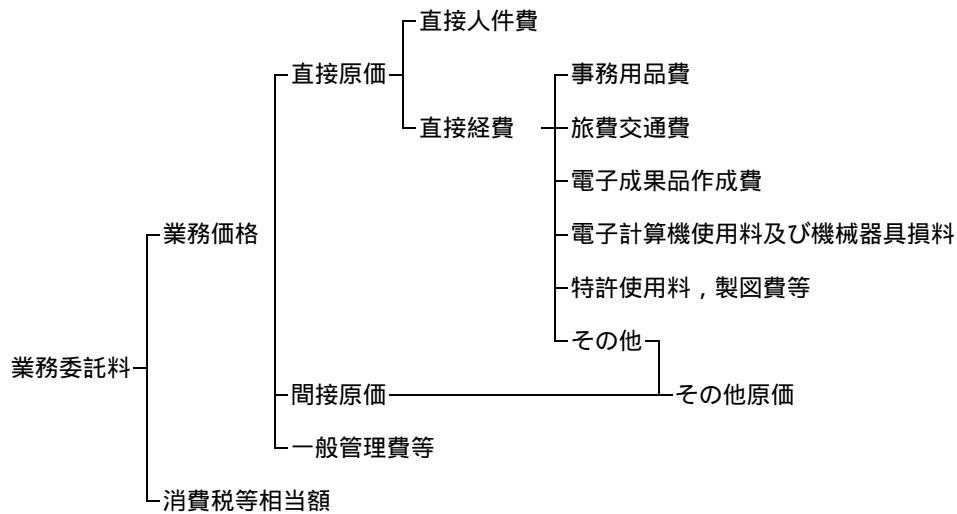 直接人件費
直接原価
事務用品費
直接経費
旅費交通費
電子成果品作成費
業務価格
電子計算機使用料及び機械器具損料
特許使用料，製図費等
その他
業務委託料
間接原価
その他原価
一般管理費等
消費税等相当額